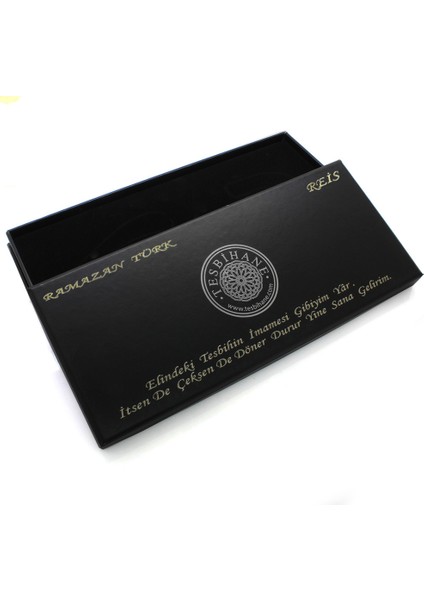 REİS
RAMAZAN TÜRK
TESBİHANE
www.tesbihane.com
Elindeki Tesbihin İmamesi Gibiyim Yâr.
İtsen De Çeksen De Döner Durur Yine Sana Gelirim.